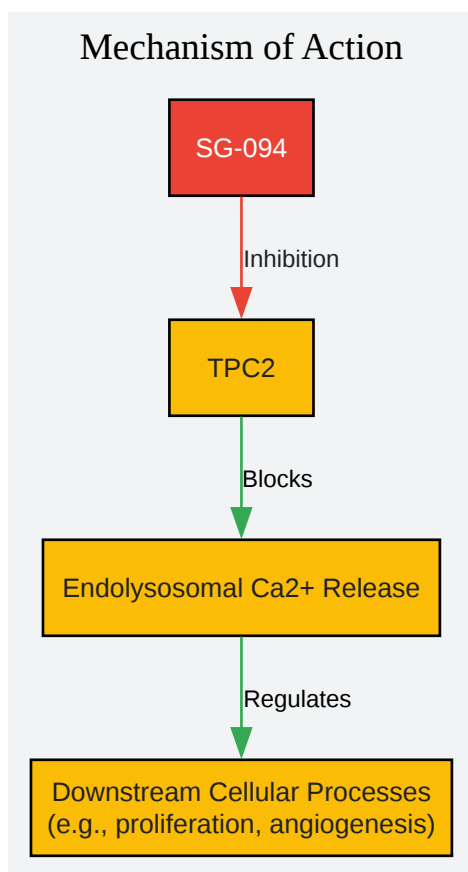 Mechanism of Action
SG-094
Inhibition
TPC2
Blocks
Endolysosomal Ca2+ Release
Regulates
Downstream Cellular Processes
(e.g., proliferation, angiogenesis)